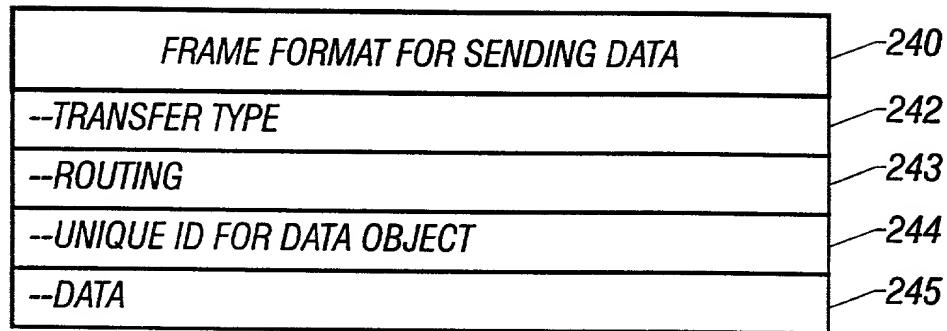 FRAME FORMAT FOR SENDING DATA 240
--TRANSFER TYPE 242
--ROUTING 243
--UNIQUE ID FOR DATA OBJECT 244
--DATA 245